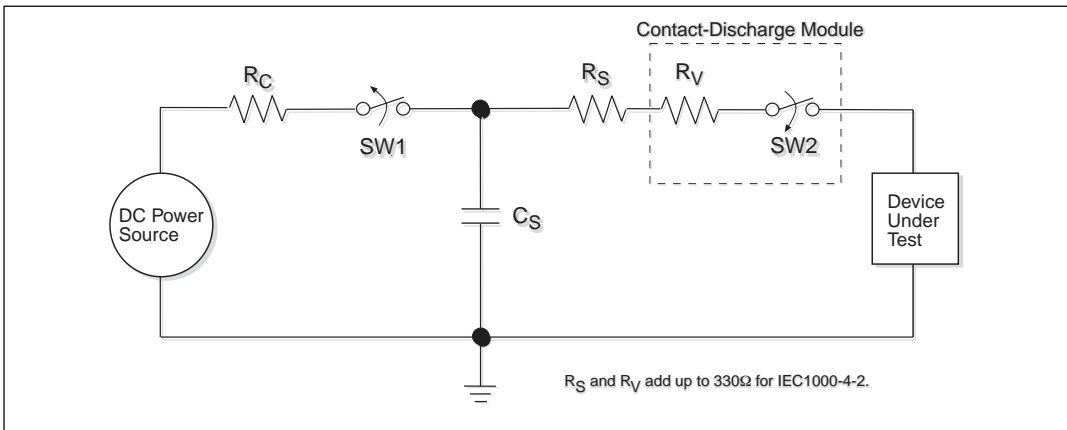 Contact-Discharge Module
RC
RS
RV
SW1
SW2
DC Power
Source
CS
Device
Under
Test
RS and RV add up to 330Ω for IEC1000-4-2.